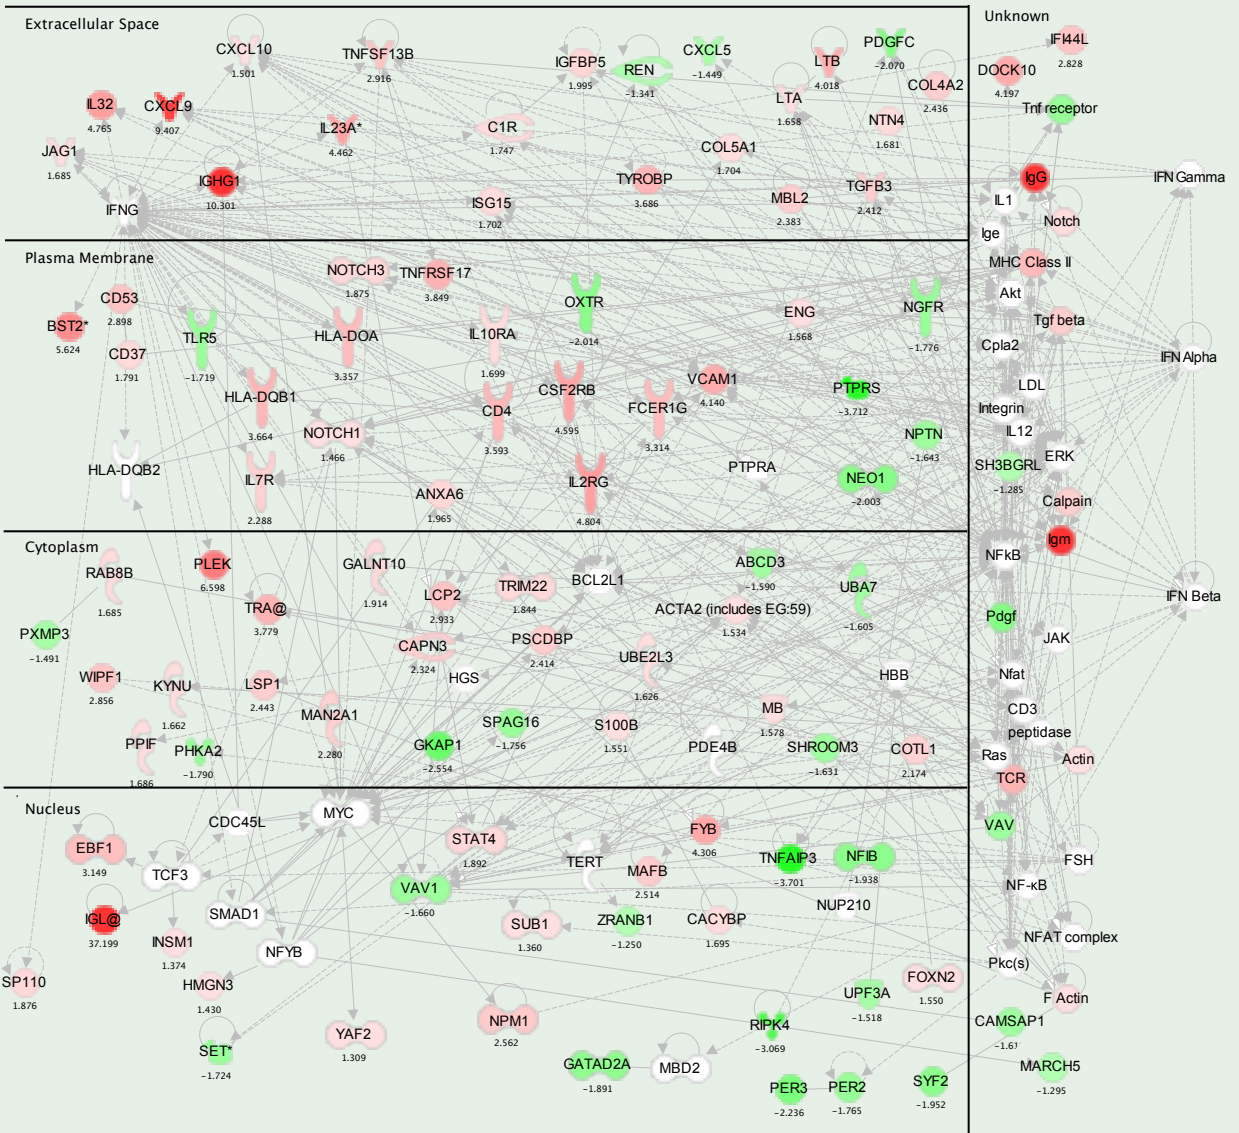 Extracellular Space
Unknown
CXCL10
1.501
TNFSF13B
2.916
IGFBP5
1.995
REN
-1.341
CXCL5
-1.449
LTB
4.018
PDGFC
-2.070
COL4A2
2.436
IFI44L
2.828
DOCK10
4.197
IL32
4.765
CXCL9
9.407
IL23A*
4.462
C1R
1.747
LTA
1.658
NTN4
1.681
Tnf receptor
JAG1
1.685
COL5A1
1.704
IGHG1
10.301
TYROBP
3.686
MBL2
2.383
TGFB3
2.412
IgG
IFN Gamma
IFNG
ISG15
1.702
IL1
Notch
Ige
Plasma Membrane
NOTCH3
1.875
TNFRSF17
3.849
MHC Class II
CD53
2.898
OXTR
-2.014
ENG
1.568
NGFR
-1.776
Akt
BST2*
5.624
TLR5
-1.719
HLA-DOA
3.357
IL10RA
1.699
Tgf beta
CD37
1.791
Cpla2
IFN Alpha
HLA-DQB1
3.664
CD4
3.593
CSF2RB
4.595
FCER1G
3.314
VCAM1
4.140
PTPRS
-3.712
LDL
Integrin
NOTCH1
1.466
NPTN
-1.643
IL12
HLA-DQB2
IL7R
2.288
ANXA6
1.965
IL2RG
4.804
PTPRA
NEO1
-2.003
SH3BGRL
-1.285
ERK
Calpain
Cytoplasm
Igm
RAB8B
1.685
PLEK
6.598
GALNT10
1.914
BCL2L1
ABCD3
-1.590
UBA7
-1.605
NFkB
LCP2
2.933
TRIM22
1.844
IFN Beta
TRA@
3.779
ACTA2 (includes EG:59)
1.534
Pdgf
PXMP3
-1.491
CAPN3
2.324
PSCDBP
2.414
UBE2L3
1.626
JAK
WIPF1
2.856
KYNU
1.662
LSP1
2.443
HGS
HBB
Nfat
MAN2A1
2.280
SPAG16
-1.756
S100B
1.551
MB
1.578
CD3
peptidase
PPIF
1.686
PHKA2
-1.790
GKAP1
-2.554
PDE4B
SHROOM3
-1.631
COTL1
2.174
Ras
Actin
TCR
Nucleus
CDC45L
MYC
EBF1
3.149
STAT4
1.892
FYB
4.306
VAV
TCF3
TERT
MAFB
2.514
TNFAIP3
-3.701
NFIB
-1.938
FSH
VAV1
-1.660
NF-κB
IGL@
37.199
SMAD1
SUB1
1.360
ZRANB1
-1.250
CACYBP
1.695
NUP210
INSM1
1.374
NFYB
NFAT complex
Pkc(s)
SP110
1.876
HMGN3
1.430
UPF3A
-1.518
FOXN2
1.550
F Actin
YAF2
1.309
NPM1
2.562
RIPK4
-3.069
CAMSAP1
-1.61
SET*
-1.724
GATAD2A
-1.891
MBD2
MARCH5
-1.295
PER3
-2.236
PER2
-1.765
SYF2
-1.952